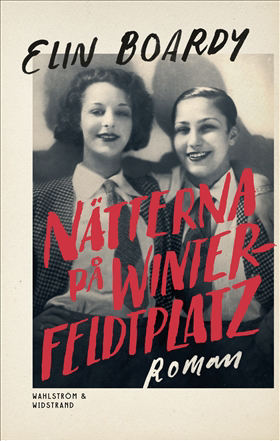 ELIN BOARDY
NÄTTERNA
PÅ WINTER-
FELDTPLATZ
Roman
WAHLSTRÖM &
WIDSTRAND